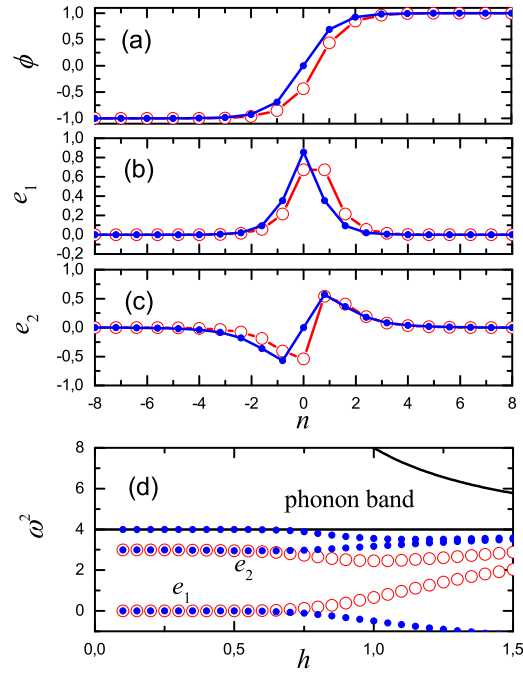 (a)
ϕ
1,0
0,5
0,0
-0,5
-1,0
(b)
e₁
1,0
0,8
0,6
0,4
0,2
0,0
-0,2
(c)
e₂
1,0
0,5
0,0
-0,5
-1,0
-8 -6 -4 -2 0 2 4 6 8
n
(d)
phonon band
ω²
8
6
4
2
0
e₂
e₁
0,0 0,5 1,0 1,5
h